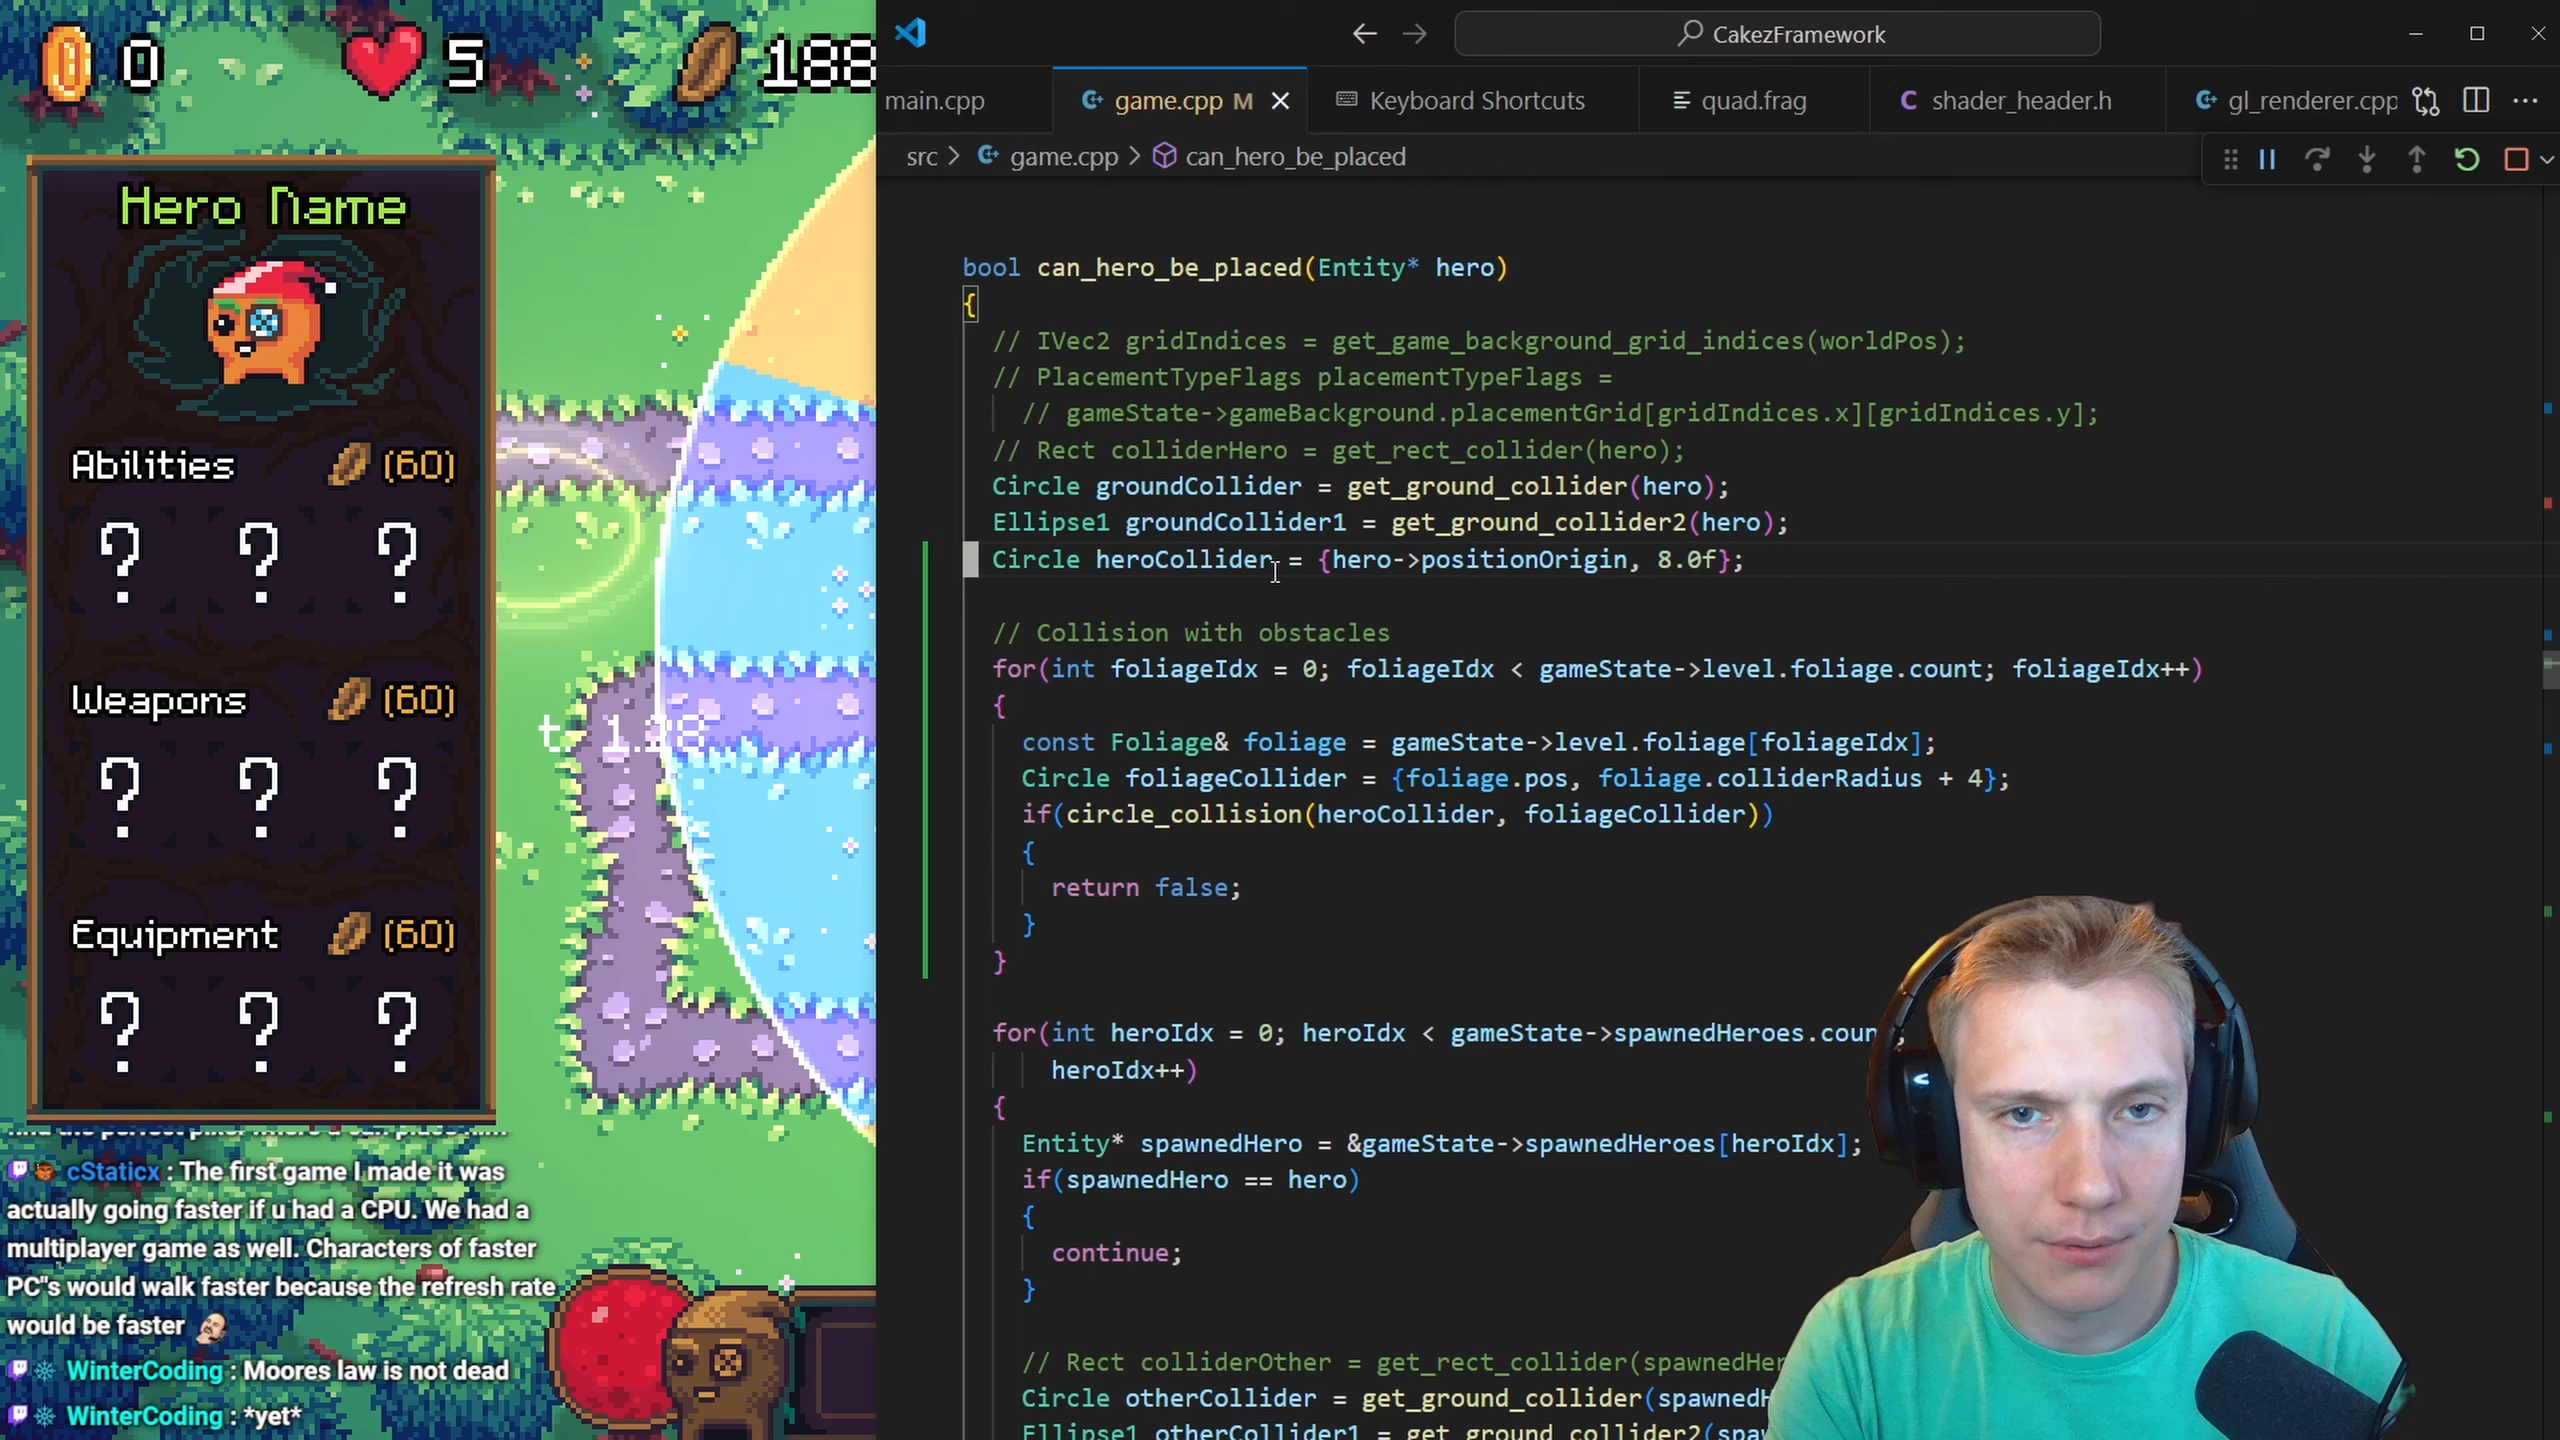 0
5
188
Hero Name
Abilities (60)
? ? ?
Weapons (60)
? ? ?
Equipment (60)
? ? ?
cStaticx : The first game I made it was
actually going faster if u had a CPU. We had a
multiplayer game as well. Characters of faster
PC"s would walk faster because the refresh rate
would be faster
WinterCoding : Moores law is not dead
WinterCoding : *yet*
CakezFramework
main.cpp
game.cpp M
Keyboard Shortcuts
quad.frag
C shader_header.h
gl_renderer.cpp
src > game.cpp > can_hero_be_placed
bool can_hero_be_placed(Entity* hero)
{
// IVec2 gridIndices = get_game_background_grid_indices(worldPos);
// PlacementTypeFlags placementTypeFlags =
// gameState->gameBackground.placementGrid[gridIndices.x][gridIndices.y];
// Rect colliderHero = get_rect_collider(hero);
Circle groundCollider = get_ground_collider(hero);
Ellipse1 groundCollider1 = get_ground_collider2(hero);
Circle heroCollider = {hero->positionOrigin, 8.0f};
// Collision with obstacles
for(int foliageIdx = 0; foliageIdx < gameState->level.foliage.count; foliageIdx++)
{
const Foliage& foliage = gameState->level.foliage[foliageIdx];
Circle foliageCollider = {foliage.pos, foliage.colliderRadius + 4};
if(circle_collision(heroCollider, foliageCollider))
{
return false;
}
}
for(int heroIdx = 0; heroIdx < gameState->spawnedHeroes.coun
heroIdx++)
{
Entity* spawnedHero = &gameState->spawnedHeroes[heroIdx];
if(spawnedHero == hero)
{
continue;
}
// Rect colliderOther = get_rect_collider(spawnedHer
Circle otherCollider = get_ground_collider(spawnedH
Ellipse1 otherCollider1 = get_ground_collider2(spaw